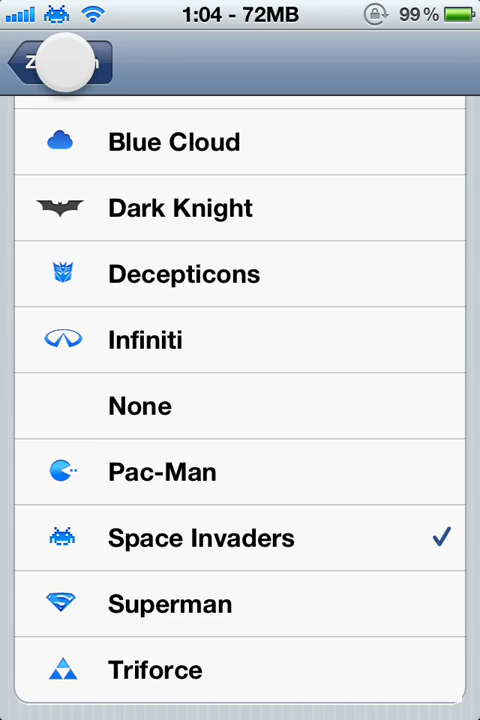 1:04 - 72MB
99%
Blue Cloud
Dark Knight
Decepticons
Infiniti
None
Pac-Man
Space Invaders
Superman
Triforce